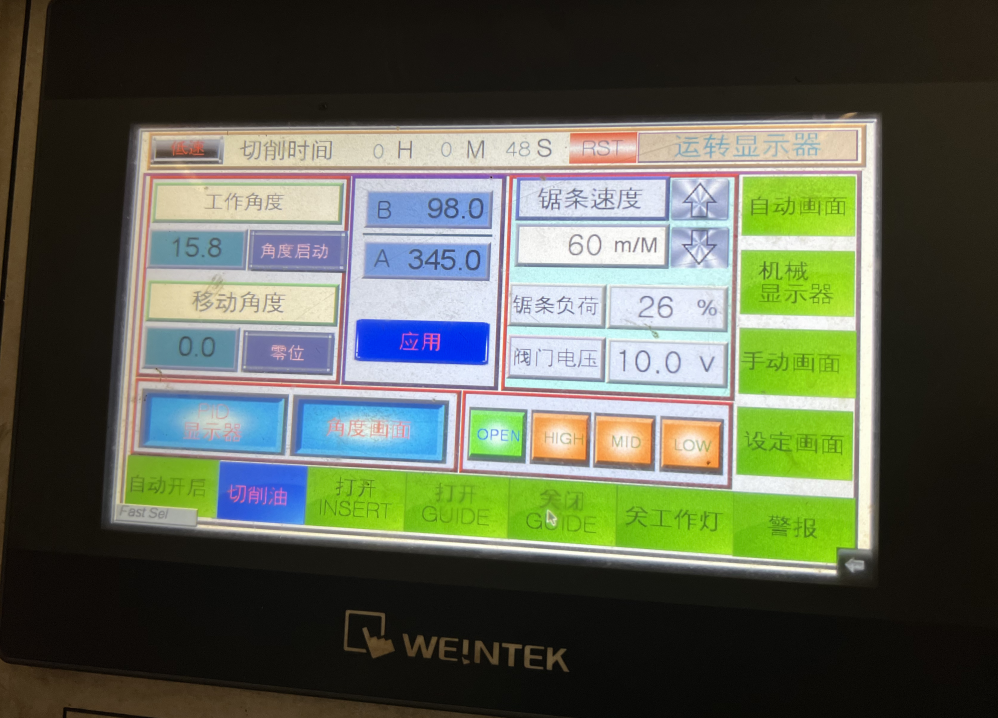 低速 切削时间 0 H 0 M 48 S RST 运转显示器
工作角度
15.8 角度启动
移动角度
0.0 零位
B 98.0
A 345.0
应用
锯条速度
60 m/M
锯条负荷 26 %
阀门电压 10.0 V
自动画面
机械
显示器
手动画面
设定画面
显示器
角度画面
OPEN HIGH MID LOW
自动开启
切削油
打开
INSERT
打开
GUIDE
关闭
GUIDE
关工作灯
警报
Fast Sel
WEINTEK